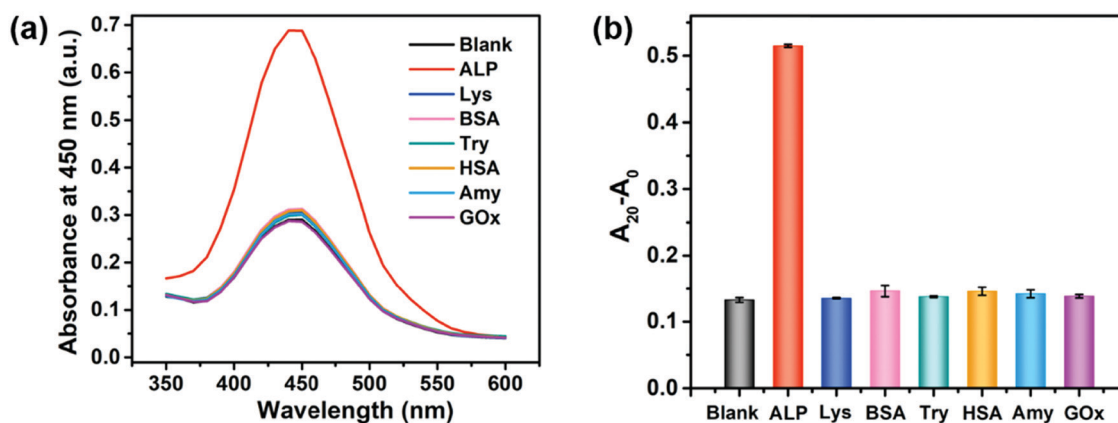 (a)
Absorbance at 450 nm (a.u.)
0.7
0.6
0.5
0.4
0.3
0.2
0.1
0.0
350 400 450 500 550 600
Wavelength (nm)
Blank
ALP
Lys
BSA
Try
HSA
Amy
GOx
(b)
A₂₀-A₀
0.5
0.4
0.3
0.2
0.1
0.0
Blank ALP Lys BSA Try HSA Amy GOx